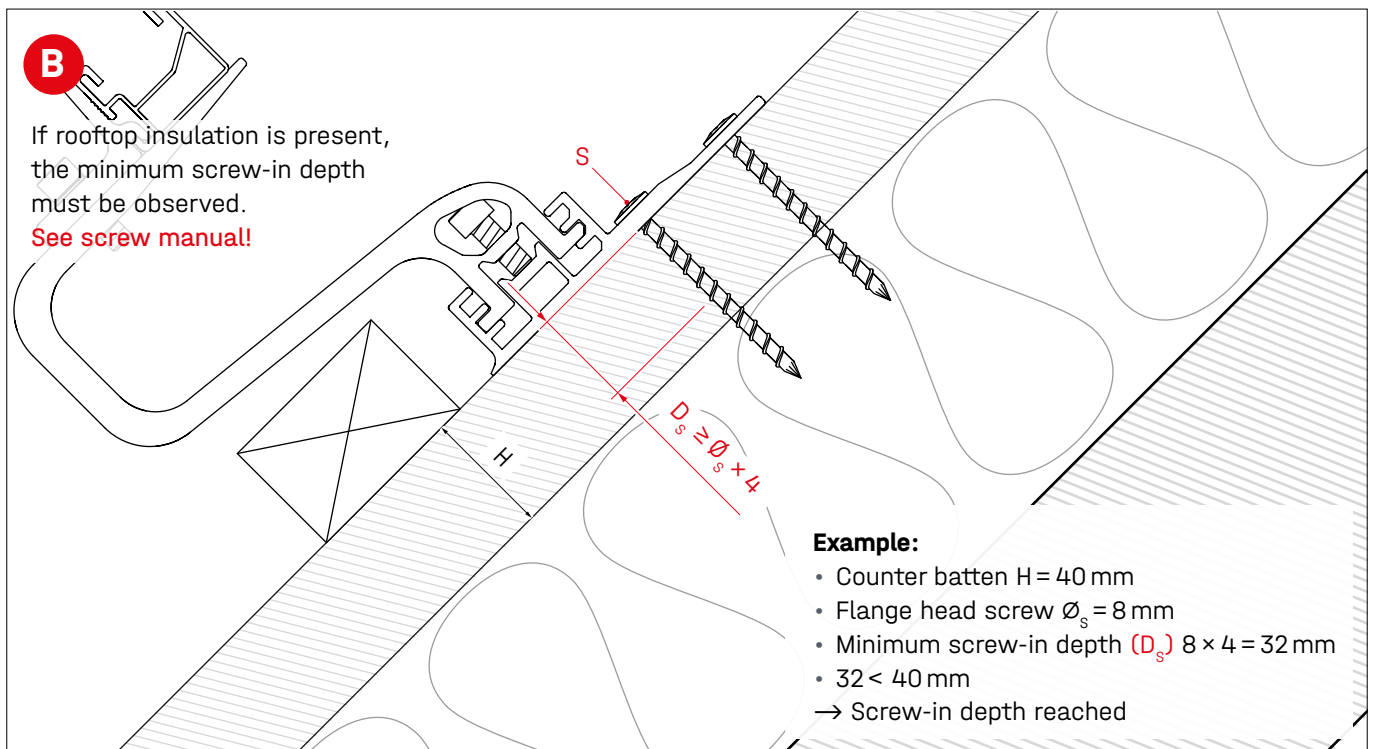 B
If rooftop insulation is present,
the minimum screw-in depth
must be observed.
See screw manual!
S
H
Dₛ ≥ Øₛ × 4
Example:
• Counter batten H = 40 mm
• Flange head screw Øₛ = 8 mm
• Minimum screw-in depth (Dₛ) 8 × 4 = 32 mm
• 32 < 40 mm
→ Screw-in depth reached